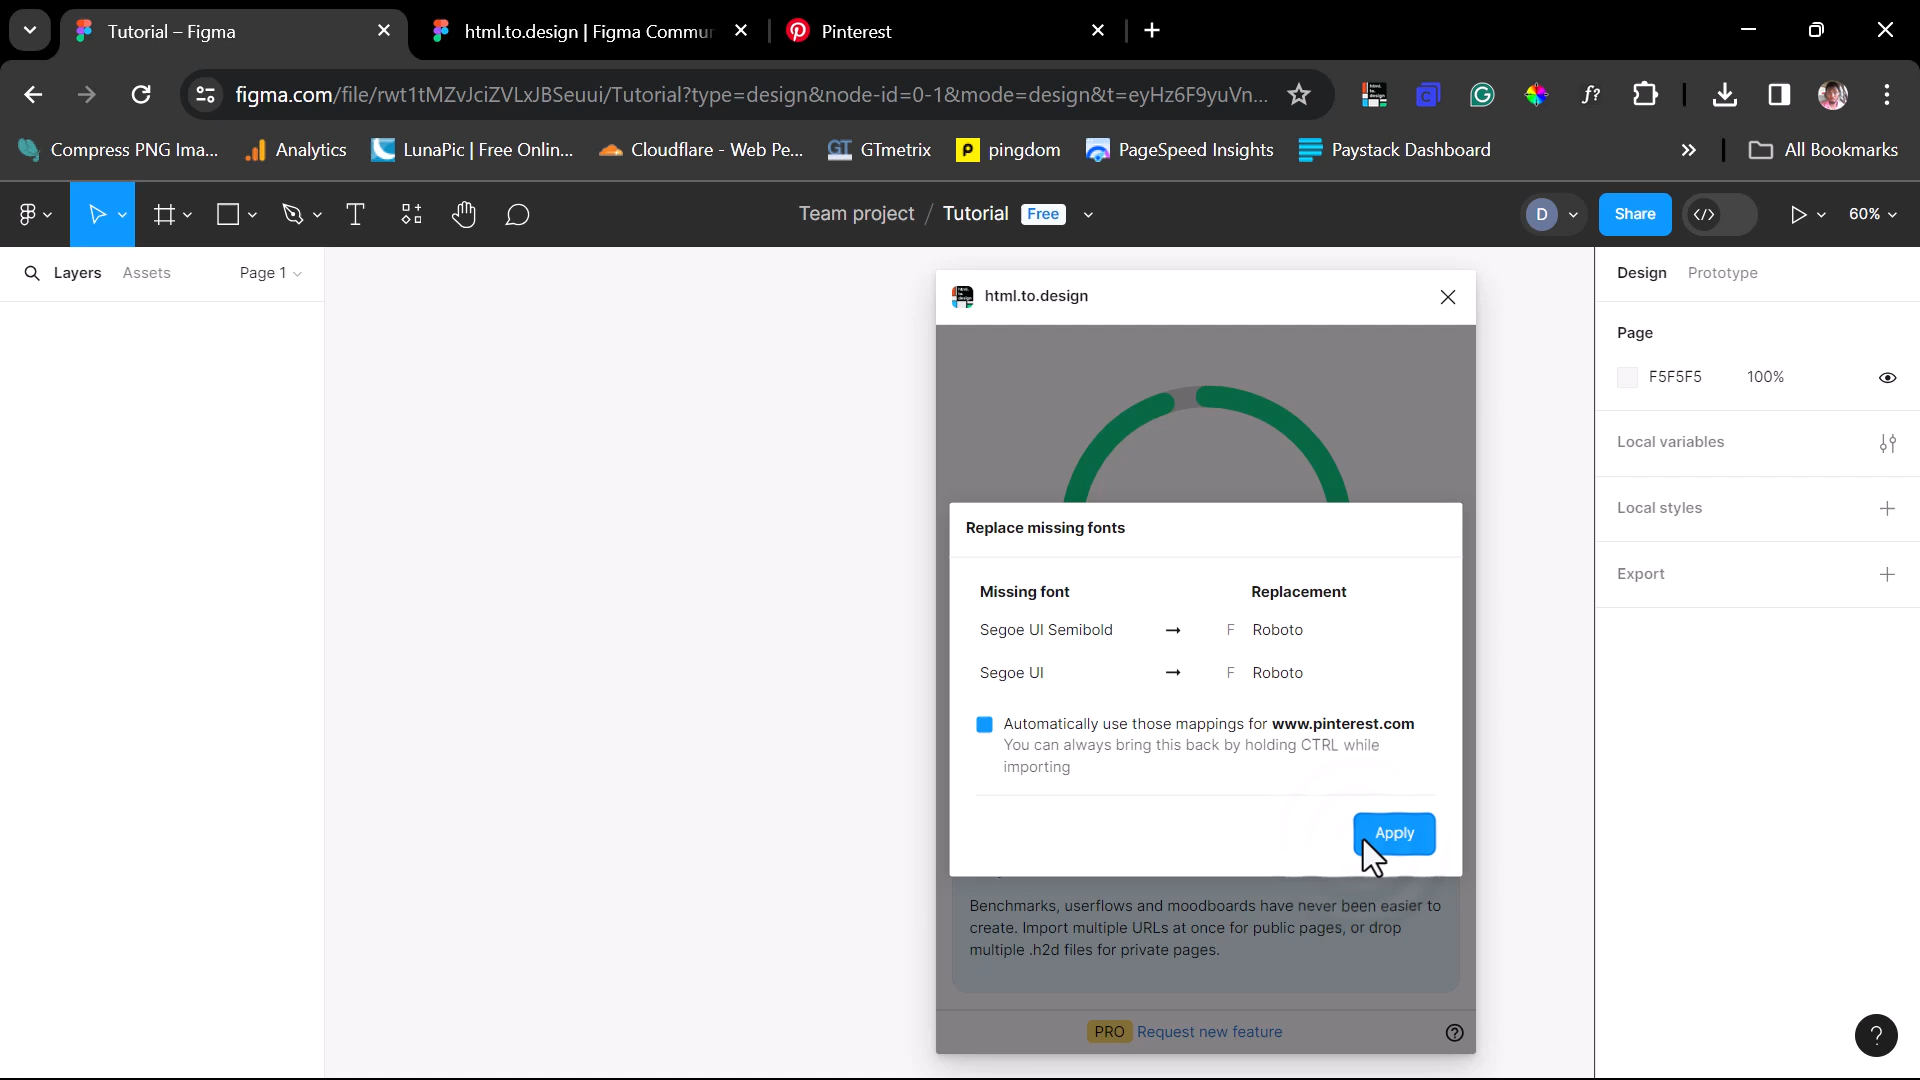 Tutorial – Figma
html.to.design | Figma Commur
Pinterest
figma.com/file/rwt1tMZvJciZVLxJBSeuui/Tutorial?type=design&node-id=0-1&mode=design&t=eyHz6F9yuVn...
f?
Compress PNG Ima...
Analytics
LunaPic | Free Onlin...
Cloudflare - Web Pe...
GTmetrix
pingdom
PageSpeed Insights
Paystack Dashboard
»
All Bookmarks
Team project / Tutorial Free
D
Share
60%
Layers
Assets
Page 1
html.to.design
Design
Prototype
Page
F5F5F5
100%
Local variables
Local styles
Export
Replace missing fonts
Missing font
Replacement
Segoe UI Semibold → F Roboto
Segoe UI → F Roboto
Automatically use those mappings for www.pinterest.com
You can always bring this back by holding CTRL while
importing
Apply
Benchmarks, userflows and moodboards have never been easier to
create. Import multiple URLs at once for public pages, or drop
multiple .h2d files for private pages.
PRO Request new feature
?
?